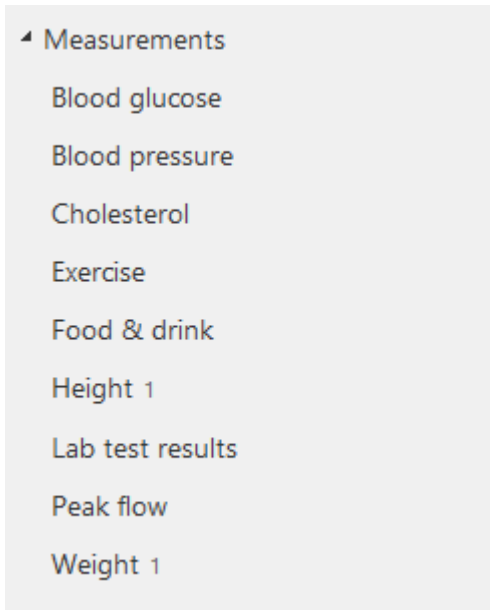 Measurements
Blood glucose
Blood pressure
Cholesterol
Exercise
Food & drink
Height 1
Lab test results
Peak flow
Weight 1